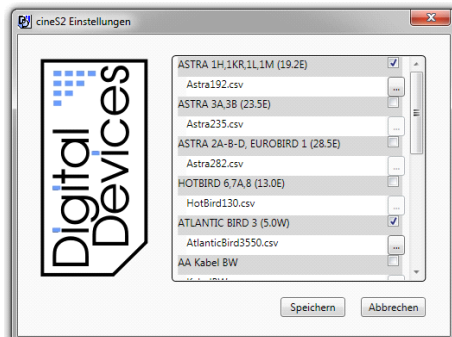 cineS2 Einstellungen
Digital
Devices
ASTRA 1H,1KR,1L,1M (19.2E)
Astra192.csv
...
ASTRA 3A,3B (23.5E)
Astra235.csv
...
ASTRA 2A-B-D, EUROBIRD 1 (28.5E)
Astra282.csv
...
HOTBIRD 6,7A,8 (13.0E)
HotBird130.csv
...
ATLANTIC BIRD 3 (5.0W)
AtlanticBird3550.csv
...
AA Kabel BW
Speichern
Abbrechen